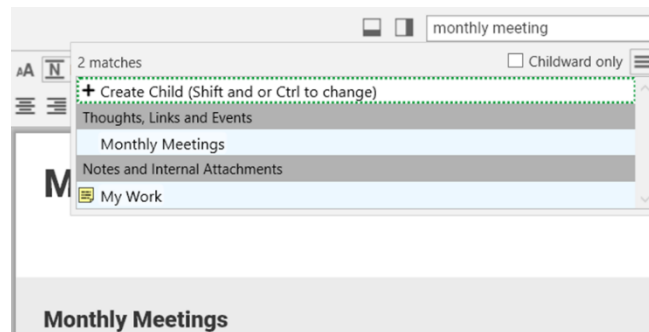 monthly meeting
2 matches
Childward only
AA N
+ Create Child (Shift and or Ctrl to change)
Thoughts, Links and Events
Monthly Meetings
Notes and Internal Attachments
My Work
M
Monthly Meetings